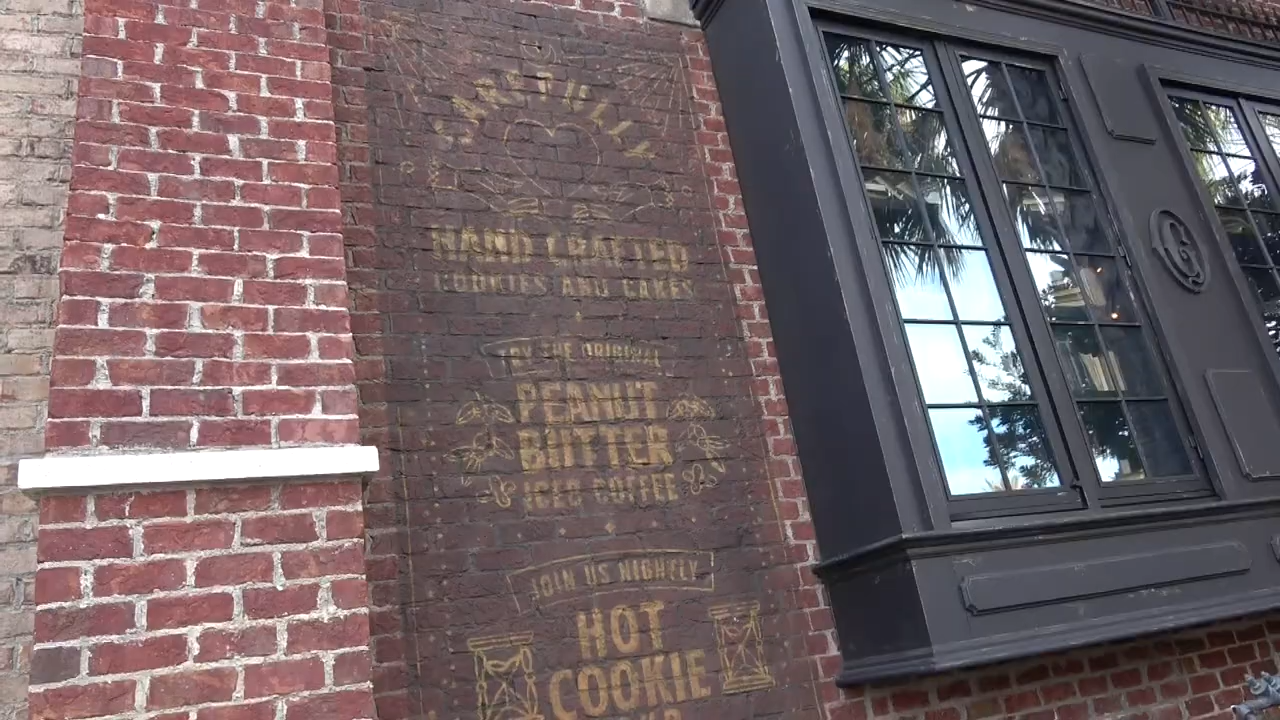 HAND CRAFTED
COOKIES AND CAKES
TRY THE ORIGINAL
PEANUT
BUTTER
ICED COFFEE
JOIN US NIGHTLY
HOT
COOKIE
G